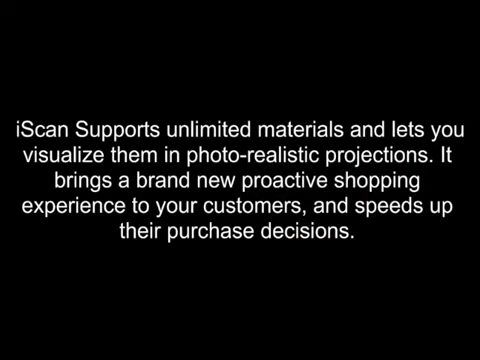 iScan Supports unlimited materials and lets you
visualize them in photo-realistic projections. It
brings a brand new proactive shopping
experience to your customers, and speeds up
their purchase decisions.